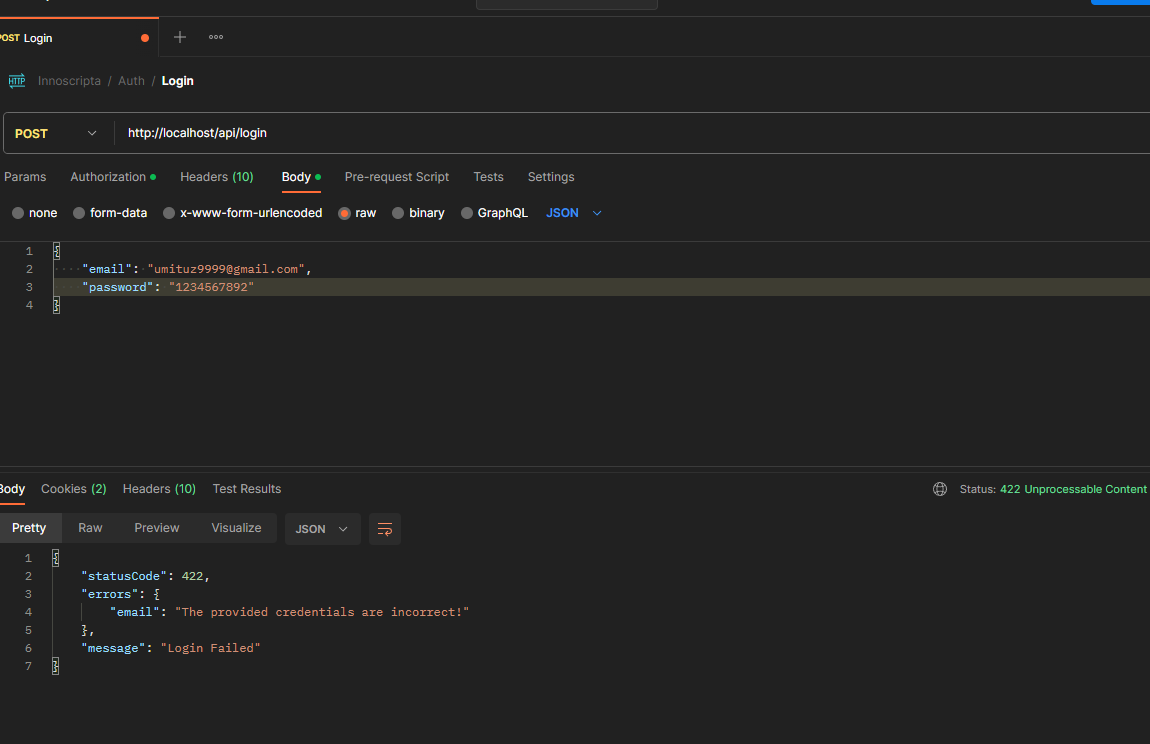 POST Login
Innoscripta / Auth / Login
POST http://localhost/api/login
Params Authorization Headers (10) Body Pre-request Script Tests Settings
none form-data x-www-form-urlencoded raw binary GraphQL JSON
1 {
2 "email": "umituz9999@gmail.com",
3 "password": "1234567892"
4 }
Body Cookies (2) Headers (10) Test Results Status: 422 Unprocessable Content
Pretty Raw Preview Visualize JSON
1 {
2 "statusCode": 422,
3 "errors": {
4 "email": "The provided credentials are incorrect!"
5 },
6 "message": "Login Failed"
7 }